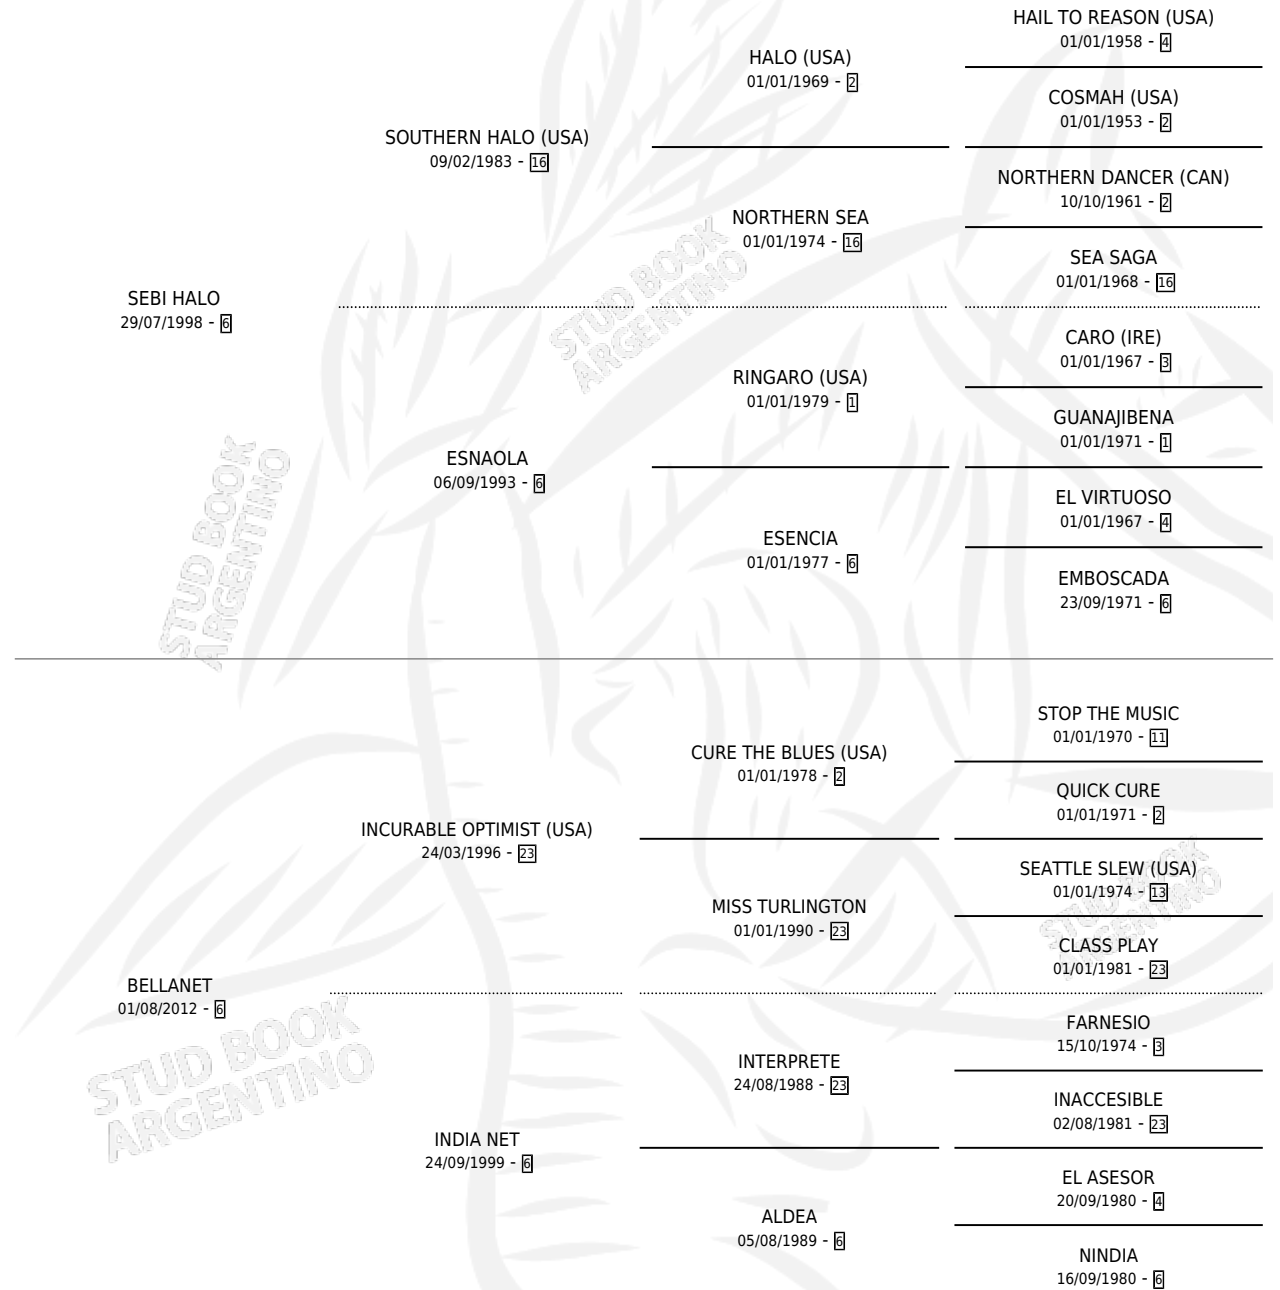 HAIL TO REASON (USA)
01/01/1958 - 4
HALO (USA)
01/01/1969 - 2
COSMAH (USA)
01/01/1953 - 2
SOUTHERN HALO (USA)
09/02/1983 - 16
NORTHERN DANCER (CAN)
10/10/1961 - 2
NORTHERN SEA
01/01/1974 - 16
SEA SAGA
01/01/1968 - 16
SEBI HALO
29/07/1998 - 6
CARO (IRE)
01/01/1967 - 3
RINGARO (USA)
01/01/1979 - 1
GUANAJIBENA
01/01/1971 - 1
ESNAOLA
06/09/1993 - 6
EL VIRTUOSO
01/01/1967 - 4
ESENCIA
01/01/1977 - 6
EMBOSCADA
23/09/1971 - 6
STUD BOOK
ARGENTINO
STUD BOOK
ARGENTINO
STOP THE MUSIC
01/01/1970 - 11
CURE THE BLUES (USA)
01/01/1978 - 2
QUICK CURE
01/01/1971 - 2
INCURABLE OPTIMIST (USA)
24/03/1996 - 23
SEATTLE SLEW (USA)
01/01/1974 - 13
MISS TURLINGTON
01/01/1990 - 23
CLASS PLAY
01/01/1981 - 23
BELLANET
01/08/2012 - 6
FARNESIO
15/10/1974 - 3
INTERPRETE
24/08/1988 - 23
INACCESIBLE
02/08/1981 - 23
INDIA NET
24/09/1999 - 6
EL ASESOR
20/09/1980 - 4
ALDEA
05/08/1989 - 6
NINDIA
16/09/1980 - 6
STUD BOOK
ARGENTINO
STUD BOOK
ARGENTINO